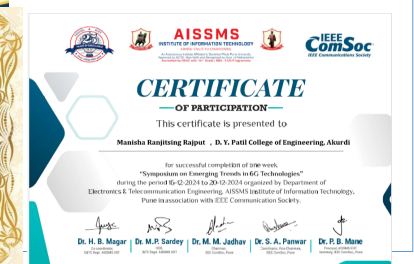 AISSMS
INSTITUTE OF INFORMATION TECHNOLOGY
IEEE
ComSoc
IEEE Communications Society
CERTIFICATE
OF PARTICIPATION
This certificate is presented to
Manisha Ranjitsing Rajput , D. Y. Patil College of Engineering, Akurdi
for successful completion of one week
"Symposium on Emerging Trends in 6G Technologies"
during the period 16-12-2024 to 20-12-2024 organized by Department of
Electronics & Telecommunication Engineering, AISSMS Institute of Information Technology,
Pune in association with IEEE Communication Society.
Dr. H. B. Magar Dr. M.P. Sardey Dr. M. M. Jadhav Dr. S. A. Panwar Dr. P. B. Mane